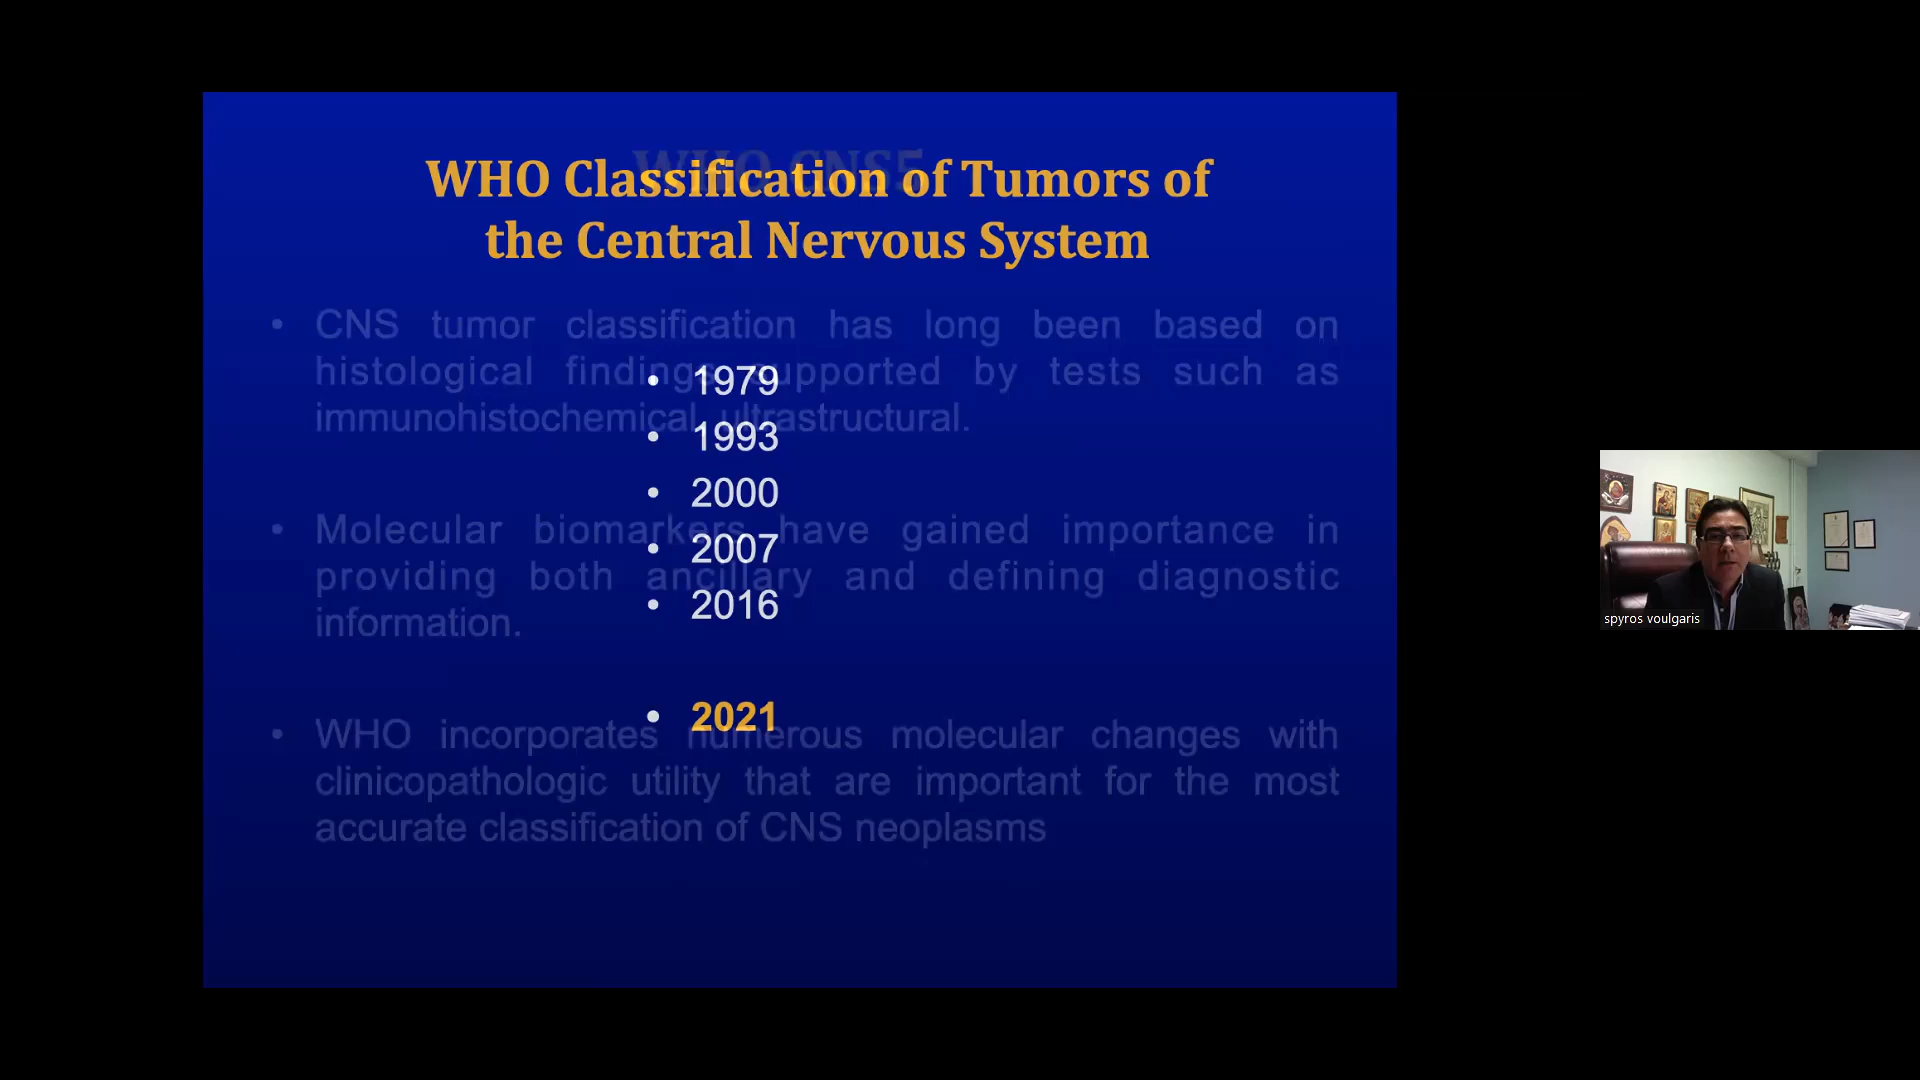 WHO CNS5
WHO Classification of Tumors of
the Central Nervous System
• 1979
• 1993
• 2000
• 2007
• 2016
• 2021
• CNS tumor classification has long been based on
histological findings supported by tests such as
immunohistochemical, ultrastructural.
• Molecular biomarkers have gained importance in
providing both ancillary and defining diagnostic
information.
• WHO incorporates numerous molecular changes with
clinicopathologic utility that are important for the most
accurate classification of CNS neoplasms
spyros voulgaris